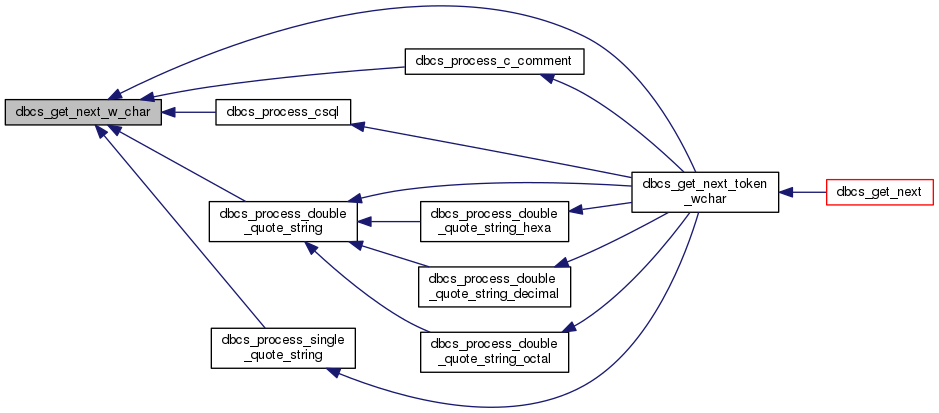 dbcs_get_next_w_char
dbcs_process_c_comment
dbcs_process_csql
dbcs_process_double
_quote_string
dbcs_process_single
_quote_string
dbcs_process_double
_quote_string_hexa
dbcs_process_double
_quote_string_decimal
dbcs_process_double
_quote_string_octal
dbcs_get_next_token
_wchar
dbcs_get_next